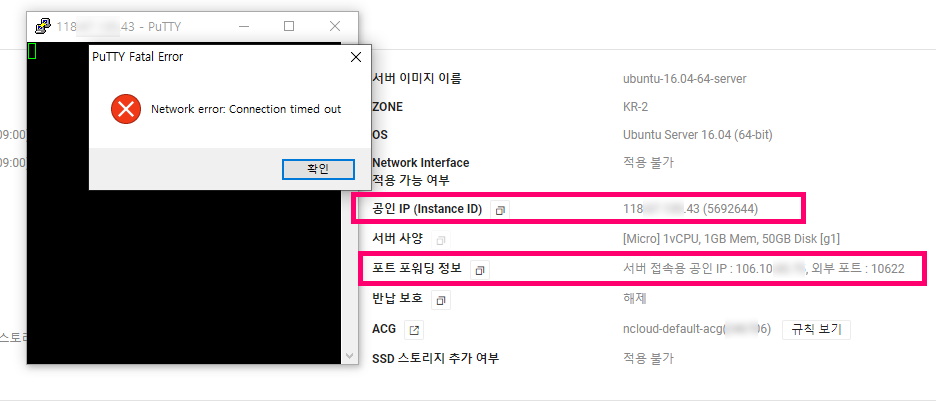 118 43 - PuTTY
PuTTY Fatal Error
Network error: Connection timed out
확인
09:00
09:00
스토리
서버 이미지 이름 ubuntu-16.04-64-server
ZONE KR-2
OS Ubuntu Server 16.04 (64-bit)
Network Interface 적용 불가
적용 가능 여부
공인 IP (Instance ID) 118 .43 (5692644)
서버 사양 [Micro] 1vCPU, 1GB Mem, 50GB Disk [g1]
포트 포워딩 정보 서버 접속용 공인 IP : 106.10 , 외부 포트 : 10622
반납 보호 해제
ACG ncloud-default-acg( 06) 규칙 보기
SSD 스토리지 추가 여부 적용 불가